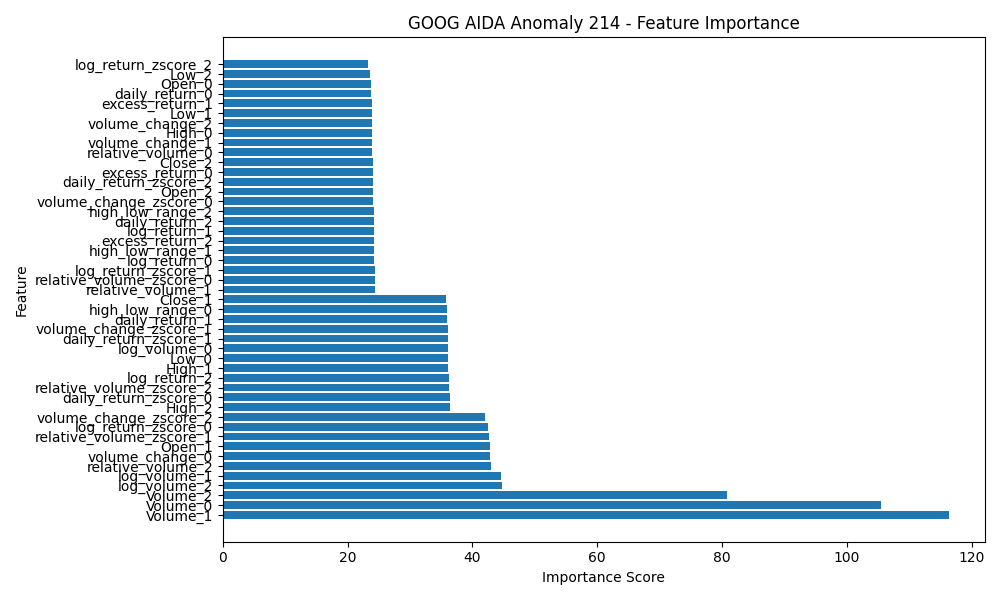 GOOG AIDA Anomaly 214 - Feature Importance
log_return_zscore_2
Low_2
Open_0
daily_return_0
excess_return_1
Low_1
volume_change_2
High_0
volume_change_1
relative_volume_0
Close_2
excess_return_0
daily_return_zscore_2
Open_2
volume_change_zscore_0
high_low_range_2
daily_return_2
log_return_1
excess_return_2
high_low_range_1
log_return_0
log_return_zscore_1
relative_volume_zscore_0
relative_volume_1
Close_1
high_low_range_0
daily_return_1
volume_change_zscore_1
daily_return_zscore_1
log_volume_0
Low_0
High_1
log_return_2
relative_volume_zscore_2
daily_return_zscore_0
High_2
volume_change_zscore_2
log_return_zscore_0
relative_volume_zscore_1
Open_1
volume_change_0
relative_volume_2
log_volume_1
log_volume_2
Volume_2
Volume_0
Volume_1
Feature
0 20 40 60 80 100 120
Importance Score